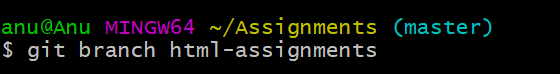 anu@Anu MINGW64 ~/Assignments (master)
$ git branch html-assignments